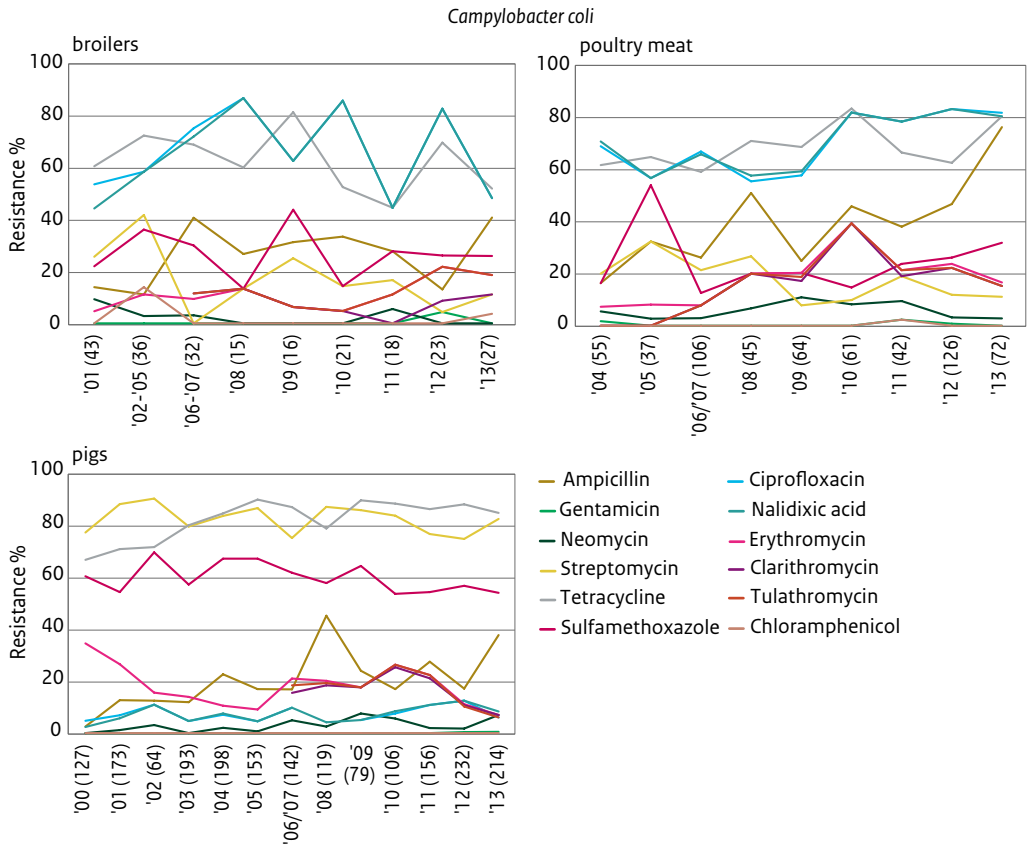 Campylobacter coli
broilers
100
80
60
40
20
0
Resistance %
'01 (43)
'02-'05 (36)
'06-'07 (32)
'08 (15)
'09 (16)
'10 (21)
'11 (18)
'12 (23)
'13(27)
poultry meat
100
80
60
40
20
0
'04 (55)
'05 (37)
'06/'07 (106)
'08 (45)
'09 (64)
'10 (61)
'11 (42)
'12 (126)
'13 (72)
pigs
100
80
60
40
20
0
Resistance %
'00 (127)
'01 (173)
'02 (64)
'03 (193)
'04 (198)
'05 (153)
'06/'07 (142)
'08 (119)
'09
(79)
'10 (106)
'11 (156)
'12 (232)
'13 (214)
Ampicillin
Gentamicin
Neomycin
Streptomycin
Tetracycline
Sulfamethoxazole
Ciprofloxacin
Nalidixic acid
Erythromycin
Clarithromycin
Tulathromycin
Chloramphenicol